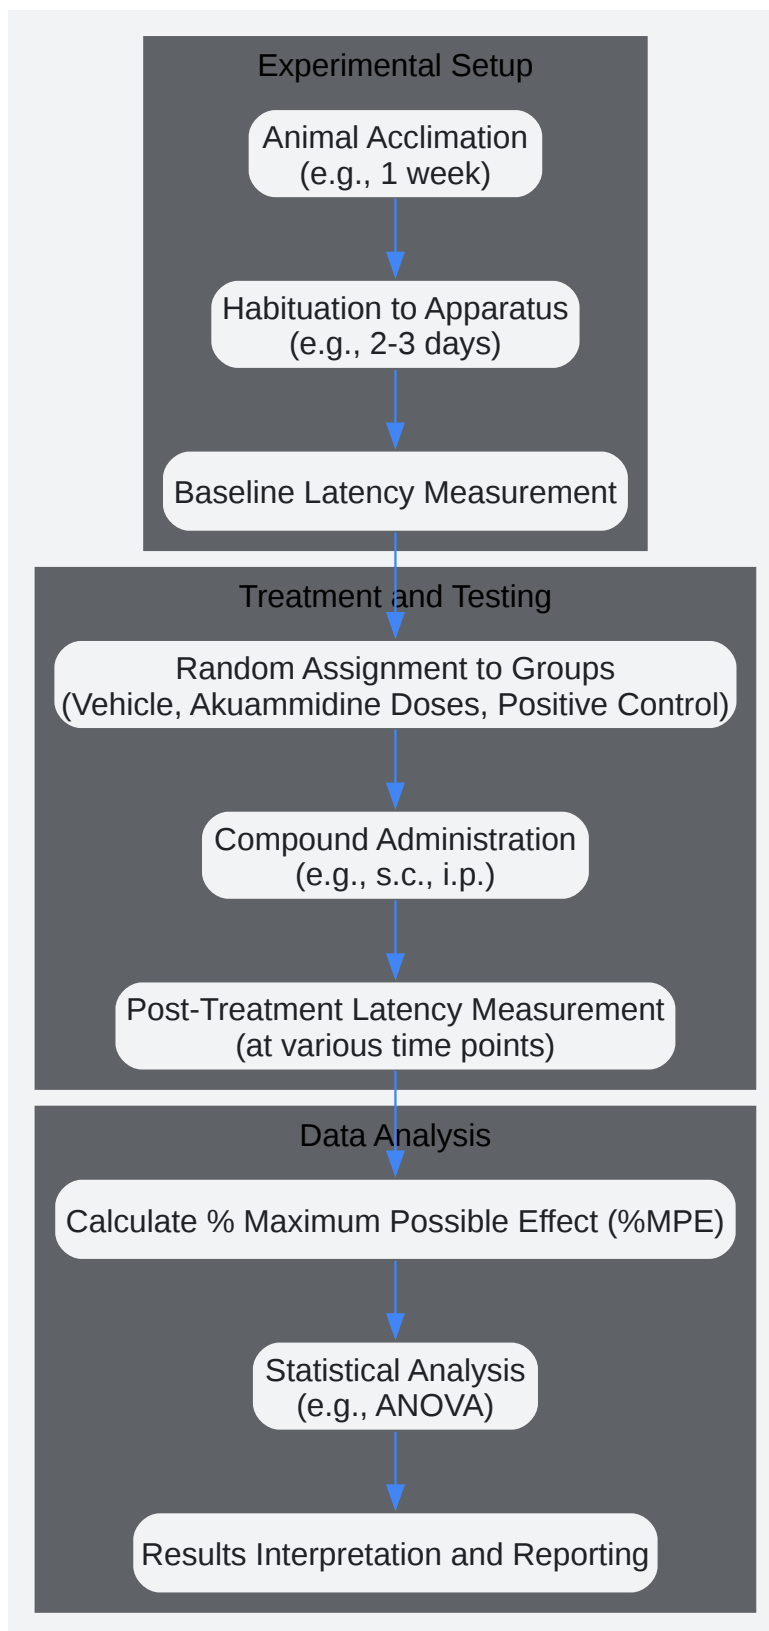 Experimental Setup
Animal Acclimation
(e.g., 1 week)
Habituation to Apparatus
(e.g., 2-3 days)
Baseline Latency Measurement
Treatment and Testing
Random Assignment to Groups
(Vehicle, Akuammidine Doses, Positive Control)
Compound Administration
(e.g., s.c., i.p.)
Post-Treatment Latency Measurement
(at various time points)
Data Analysis
Calculate % Maximum Possible Effect (%MPE)
Statistical Analysis
(e.g., ANOVA)
Results Interpretation and Reporting